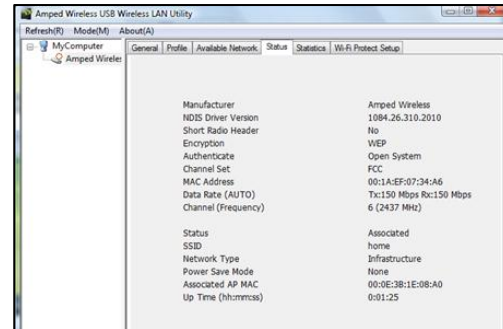 Amped Wireless USB Wireless LAN Utility
Refresh(R) Mode(M) About(A)
MyComputer
Amped Wireles
General Profile Available Network Status Statistics Wi-Fi Protect Setup
Manufacturer Amped Wireless
NDIS Driver Version 1084.26.310.2010
Short Radio Header No
Encryption WEP
Authenticate Open System
Channel Set FCC
MAC Address 00:1A:EF:07:34:A6
Data Rate (AUTO) Tx:150 Mbps Rx:150 Mbps
Channel (Frequency) 6 (2437 MHz)
Status Associated
SSID home
Network Type Infrastructure
Power Save Mode None
Associated AP MAC 00:0E:3B:1E:08:A0
Up Time (hh:mm:ss) 0:01:25